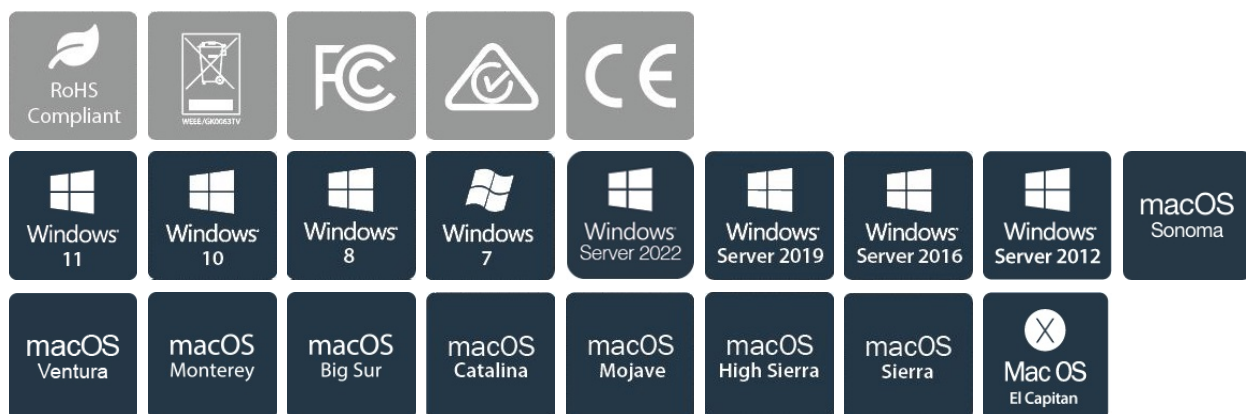 RoHS
Compliant
WEEE/GK0063TV
FC
CE
Windows
11
Windows
10
Windows
8
Windows
7
Windows
Server 2022
Windows
Server 2019
Windows
Server 2016
Windows
Server 2012
macOS
Sonoma
macOS
Ventura
macOS
Monterey
macOS
Big Sur
macOS
Catalina
macOS
Mojave
macOS
High Sierra
macOS
Sierra
X
Mac OS
El Capitan